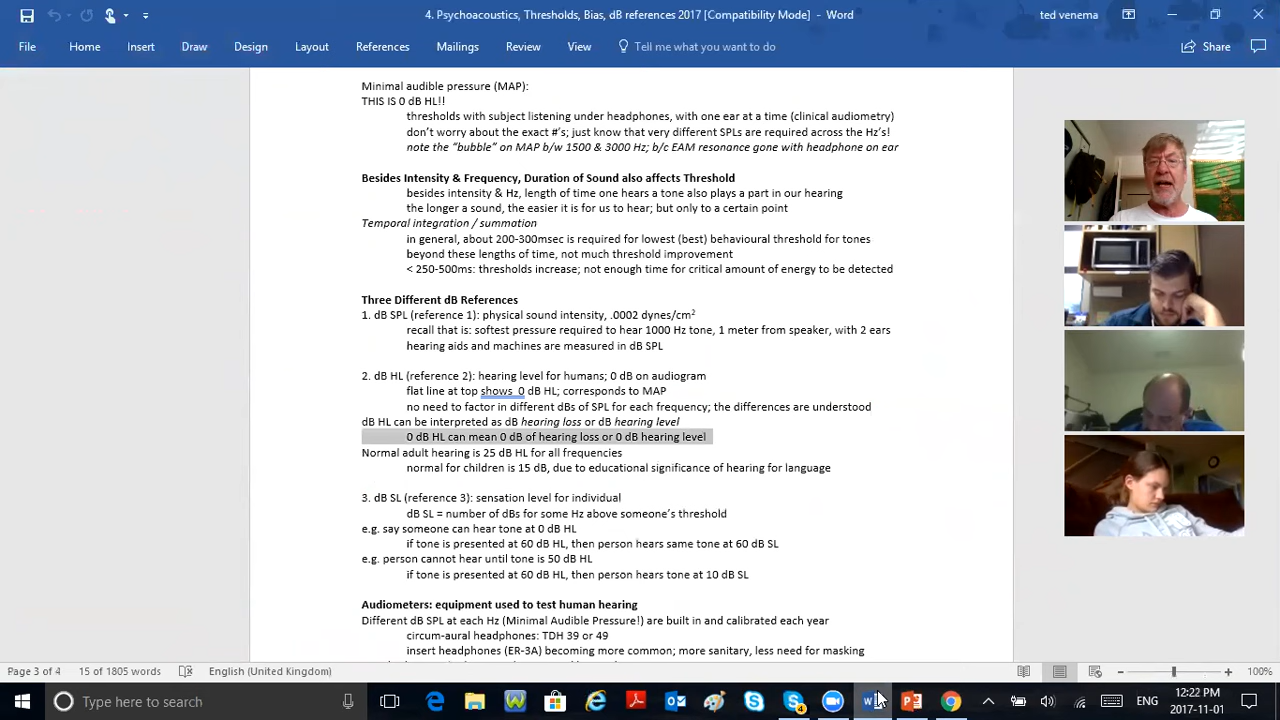 4. Psychoacoustics, Thresholds, Bias, dB references 2017 [Compatibility Mode] - Word
ted venema
File Home Insert Draw Design Layout References Mailings Review View Tell me what you want to do Share
Minimal audible pressure (MAP):
THIS IS 0 dB HL!!
thresholds with subject listening under headphones, with one ear at a time (clinical audiometry)
don't worry about the exact #'s; just know that very different SPLs are required across the Hz's!
note the "bubble" on MAP b/w 1500 & 3000 Hz; b/c EAM resonance gone with headphone on ear
Besides Intensity & Frequency, Duration of Sound also affects Threshold
besides intensity & Hz, length of time one hears a tone also plays a part in our hearing
the longer a sound, the easier it is for us to hear; but only to a certain point
Temporal integration / summation
in general, about 200-300msec is required for lowest (best) behavioural threshold for tones
beyond these lengths of time, not much threshold improvement
< 250-500ms: thresholds increase; not enough time for critical amount of energy to be detected
Three Different dB References
1. dB SPL (reference 1): physical sound intensity, .0002 dynes/cm²
recall that is: softest pressure required to hear 1000 Hz tone, 1 meter from speaker, with 2 ears
hearing aids and machines are measured in dB SPL
2. dB HL (reference 2): hearing level for humans; 0 dB on audiogram
flat line at top shows 0 dB HL; corresponds to MAP
no need to factor in different dBs of SPL for each frequency; the differences are understood
dB HL can be interpreted as dB hearing loss or dB hearing level
0 dB HL can mean 0 dB of hearing loss or 0 dB hearing level
Normal adult hearing is 25 dB HL for all frequencies
normal for children is 15 dB, due to educational significance of hearing for language
3. dB SL (reference 3): sensation level for individual
dB SL = number of dBs for some Hz above someone's threshold
e.g. say someone can hear tone at 0 dB HL
if tone is presented at 60 dB HL, then person hears same tone at 60 dB SL
e.g. person cannot hear until tone is 50 dB HL
if tone is presented at 60 dB HL, then person hears tone at 10 dB SL
Audiometers: equipment used to test human hearing
Different dB SPL at each Hz (Minimal Audible Pressure!) are built in and calibrated each year
circum-aural headphones: TDH 39 or 49
insert headphones (ER-3A) becoming more common; more sanitary, less need for masking
Page 3 of 4 15 of 1805 words English (United Kingdom) 100%
Type here to search
ENG
12:22 PM
2017-11-01